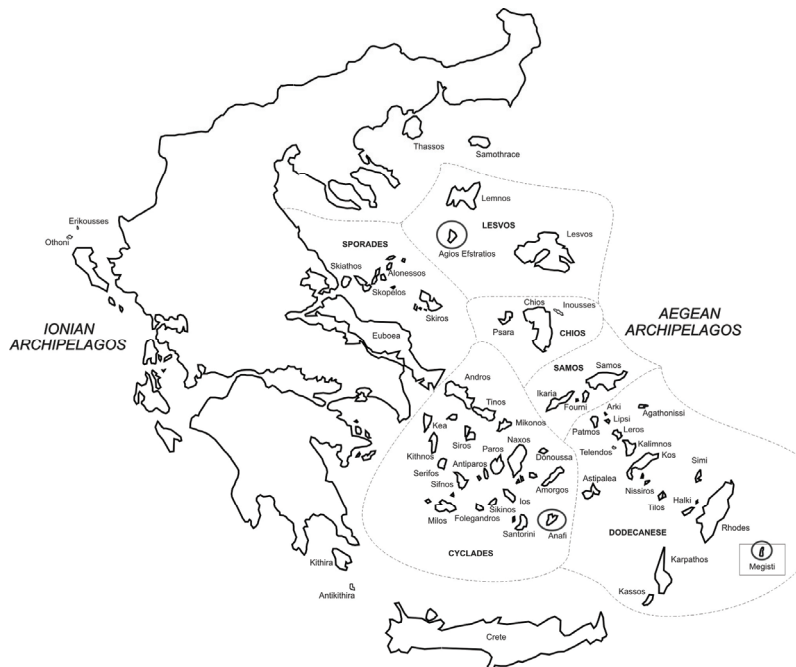 Thassos
Samothrace
Lemnos
LESVOS
Erikousses
Othoni
SPORADES
Lesvos
Agios Efstratios
Skiathos
Alonessos
Skopelos
Skiros
Chios
Inousses
IONIAN
ARCHIPELAGOS
AEGEAN
ARCHIPELAGOS
Psara
CHIOS
Euboea
SAMOS
Samos
Andros
Ikaria
Fourni
Tinos
Arki
Agathonissi
Lipsi
Kea
Mikonos
Patmos
Leros
Siros
Naxos
Kalimnos
Kithnos
Paros
Donoussa
Telendos
Kos
Serifos
Antiparos
Simi
Sifnos
Amorgos
Astipalea
Nissiros
Ios
Sikinos
Tilos
Halki
Milos
Folegandros
Santorini
Anafi
Rhodes
DODECANESE
CYCLADES
Karpathos
Megisti
Kithira
Kassos
Antikithira
Crete